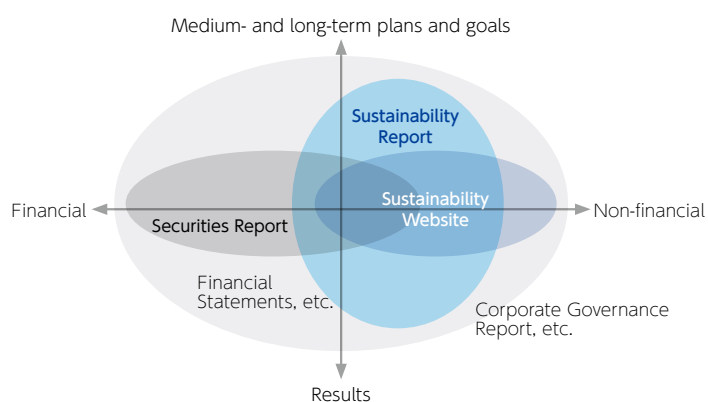 Medium- and long-term plans and goals
Sustainability
Report
Financial
Sustainability
Website
Non-financial
Securities Report
Financial
Statements, etc.
Corporate Governance
Report, etc.
Results